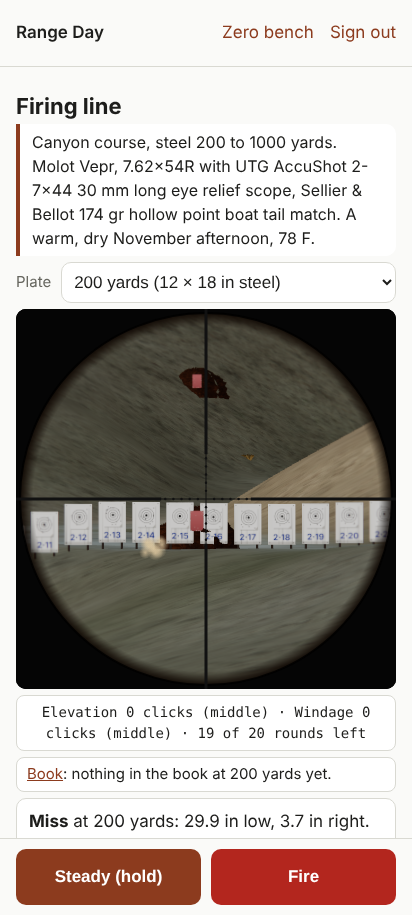 Range Day
Zero bench
Sign out
Firing line
Canyon course, steel 200 to 1000 yards.
Molot Vepr, 7.62×54R with UTG AccuShot 2-
7×44 30 mm long eye relief scope, Sellier &
Bellot 174 gr hollow point boat tail match. A
warm, dry November afternoon, 78 F.
Plate
200 yards (12 × 18 in steel)
2-11
2-12
2-13
2-14
2-15
2-16
2-17
2-18
2-19
2-20
Elevation 0 clicks (middle) · Windage 0
clicks (middle) · 19 of 20 rounds left
Book: nothing in the book at 200 yards yet.
Miss at 200 yards: 29.9 in low, 3.7 in right.
Steady (hold)
Fire